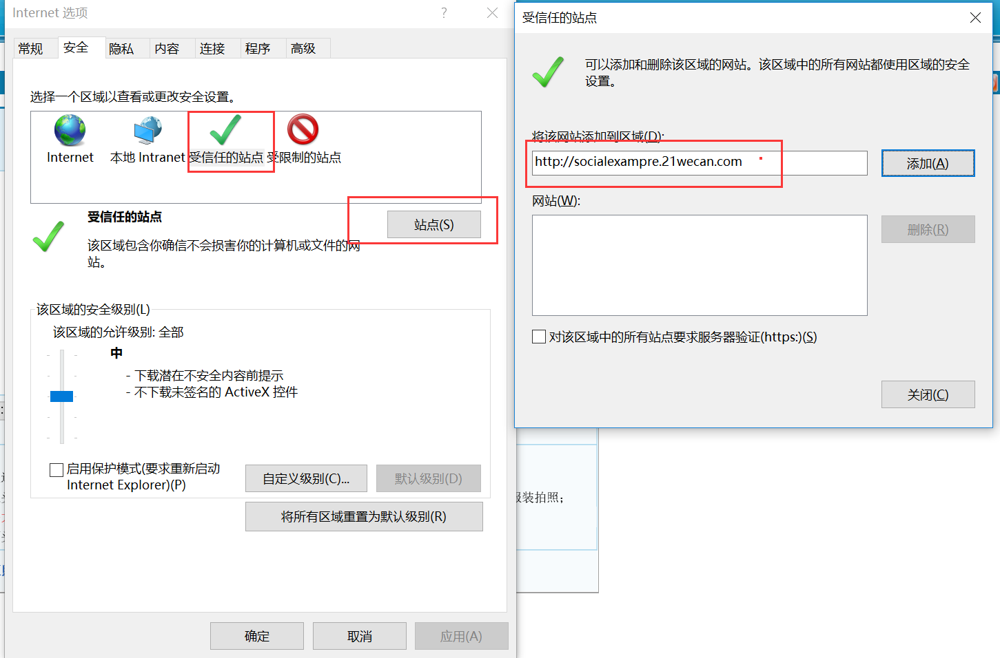 Internet 选项
?
常规
安全
隐私
内容
连接
程序
高级
选择一个区域以查看或更改安全设置。
Internet
本地 Intranet
受信任的站点
受限制的站点
受信任的站点
站点(S)
该区域包含你确信不会损害你的计算机或文件的网
站。
该区域的安全级别(L)
该区域的允许级别: 全部
中
- 下载潜在不安全内容前提示
- 不下载未签名的 ActiveX 控件
启用保护模式(要求重新启动
Internet Explorer)(P)
自定义级别(C)...
默认级别(D)
将所有区域重置为默认级别(R)
确定
取消
应用(A)
受信任的站点
可以添加和删除该区域的网站。该区域中的所有网站都使用区域的安全
设置。
将该网站添加到区域(D):
http://socialexampre.21wecan.com
添加(A)
网站(W):
删除(R)
对该区域中的所有站点要求服务器验证(https:)(S)
关闭(C)
装拍照；